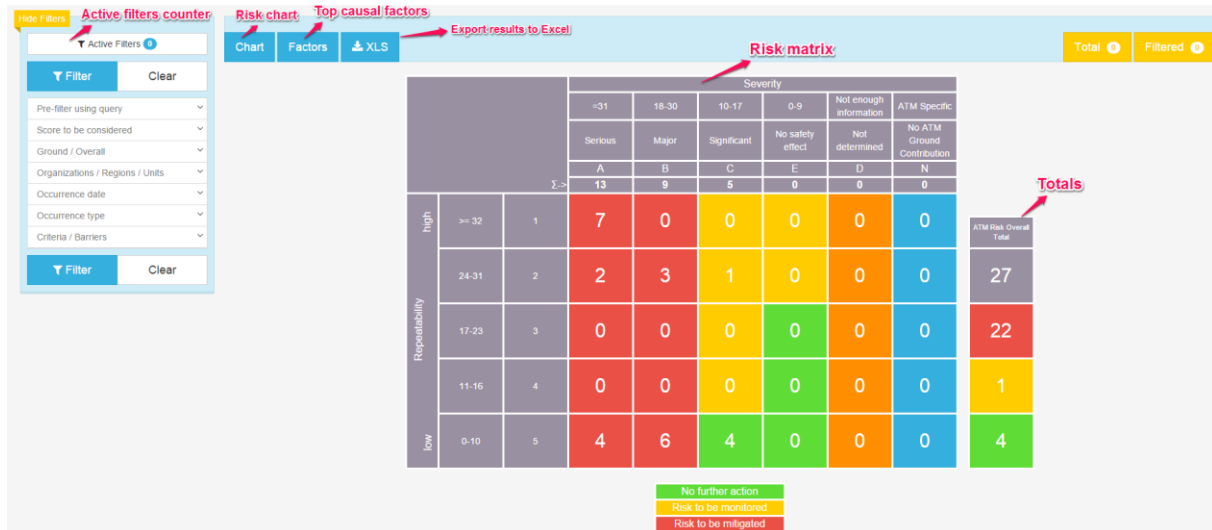 Hide Filters
Active filters counter
Risk chart
Top causal factors
Export results to Excel
Active Filters 0
Chart
Factors
XLS
Total 0
Filtered 0
Filter
Clear
Pre-filter using query
Score to be considered
Ground / Overall
Organizations / Regions / Units
Occurrence date
Occurrence type
Criteria / Barriers
Filter
Clear
Risk matrix
Severity
=31 18-30 10-17 0-9 Not enough information ATM Specific
Serious Major Significant No safety effect Not determined No ATM Ground Contribution
A B C E D N
Σ-> 13 9 5 0 0 0
Repeatability
high >= 32 1 7 0 0 0 0 0
24-31 2 2 3 1 0 0 0
17-23 3 0 0 0 0 0 0
11-16 4 0 0 0 0 0 0
low 0-10 5 4 6 4 0 0 0
Totals
ATM Risk Overall
Total
27
22
1
4
No further action
Risk to be monitored
Risk to be mitigated